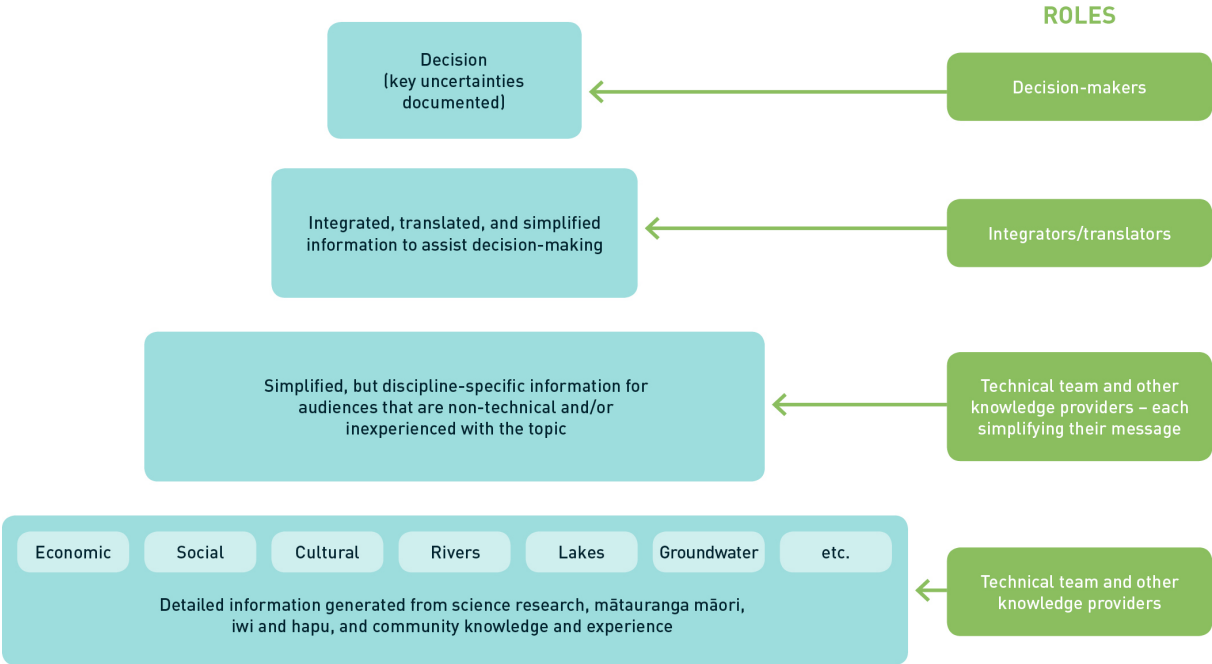 ROLES
Decision
(key uncertainties
documented)
Decision-makers
Integrated, translated, and simplified
information to assist decision-making
Integrators/translators
Simplified, but discipline-specific information for
audiences that are non-technical and/or
inexperienced with the topic
Technical team and other
knowledge providers – each
simplifying their message
Economic
Social
Cultural
Rivers
Lakes
Groundwater
etc.
Detailed information generated from science research, mātauranga māori,
iwi and hapu, and community knowledge and experience
Technical team and other
knowledge providers